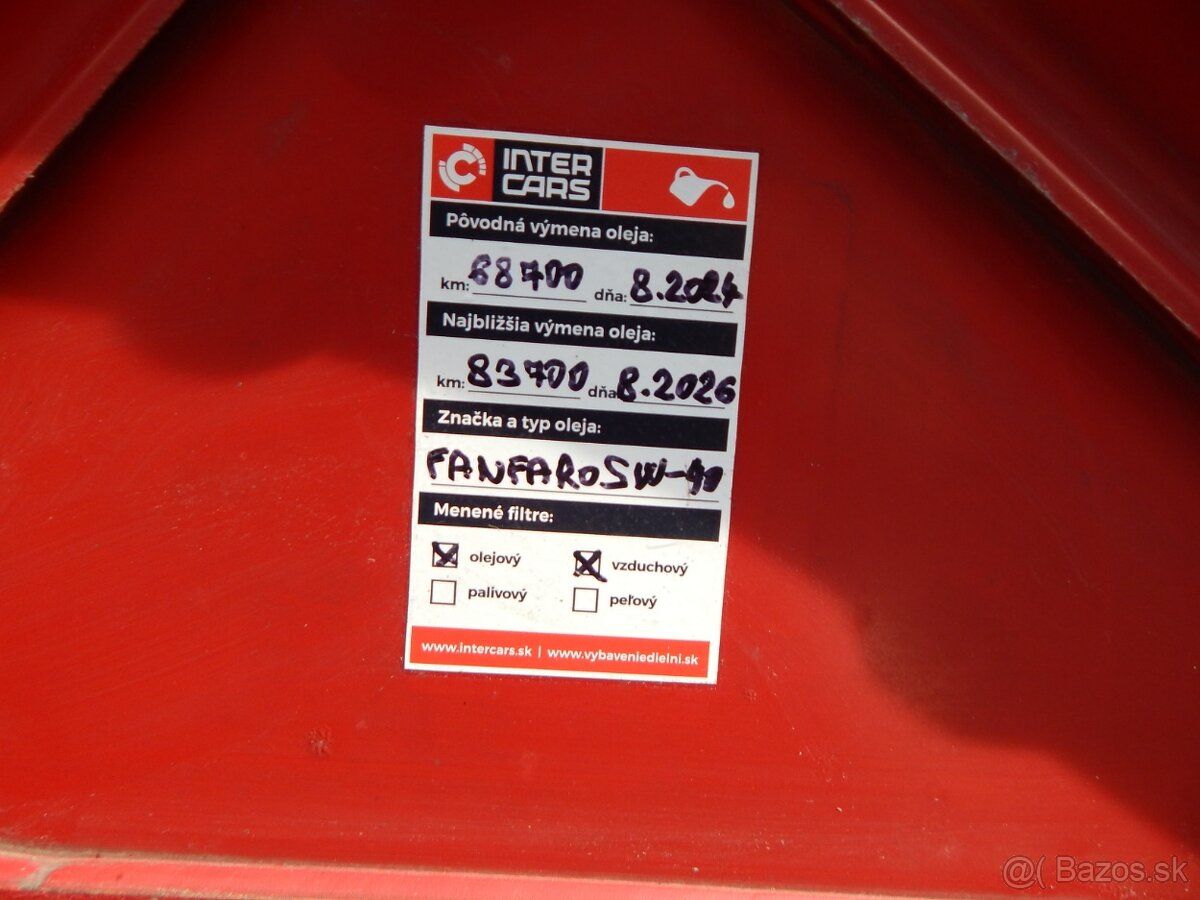 INTER CARS
Pôvodná výmena oleja:
km: 68700 dňa: 8.2024
Najbližšia výmena oleja:
km: 83700 dňa 8.2026
Značka a typ oleja:
FANFARO 5W-40
Menené filtre:
olejový vzduchový
palivový peľový
www.intercars.sk | www.vybaveniedielni.sk
@( Bazos.sk